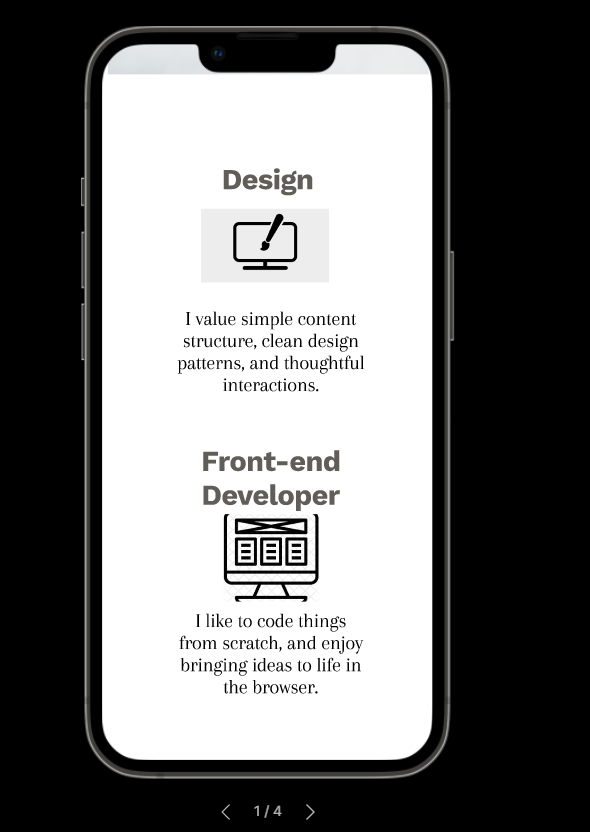 Design
I value simple content
structure, clean design
patterns, and thoughtful
interactions.
Front-end
Developer
I like to code things
from scratch, and enjoy
bringing ideas to life in
the browser.
1 / 4